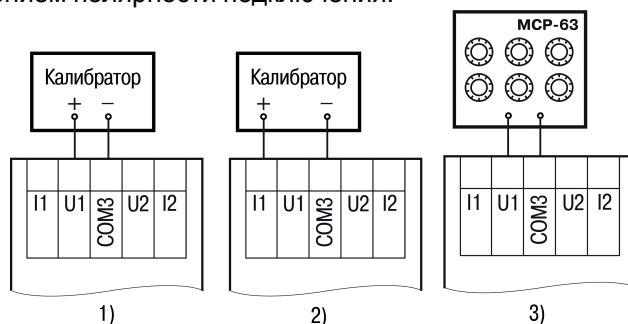 ением полярности подключения.
МСР-63
Калибратор
+ −
Калибратор
+ −
I1 U1 COM3 U2 I2
I1 U1 COM3 U2 I2
I1 U1 COM3 U2 I2
1) 2) 3)